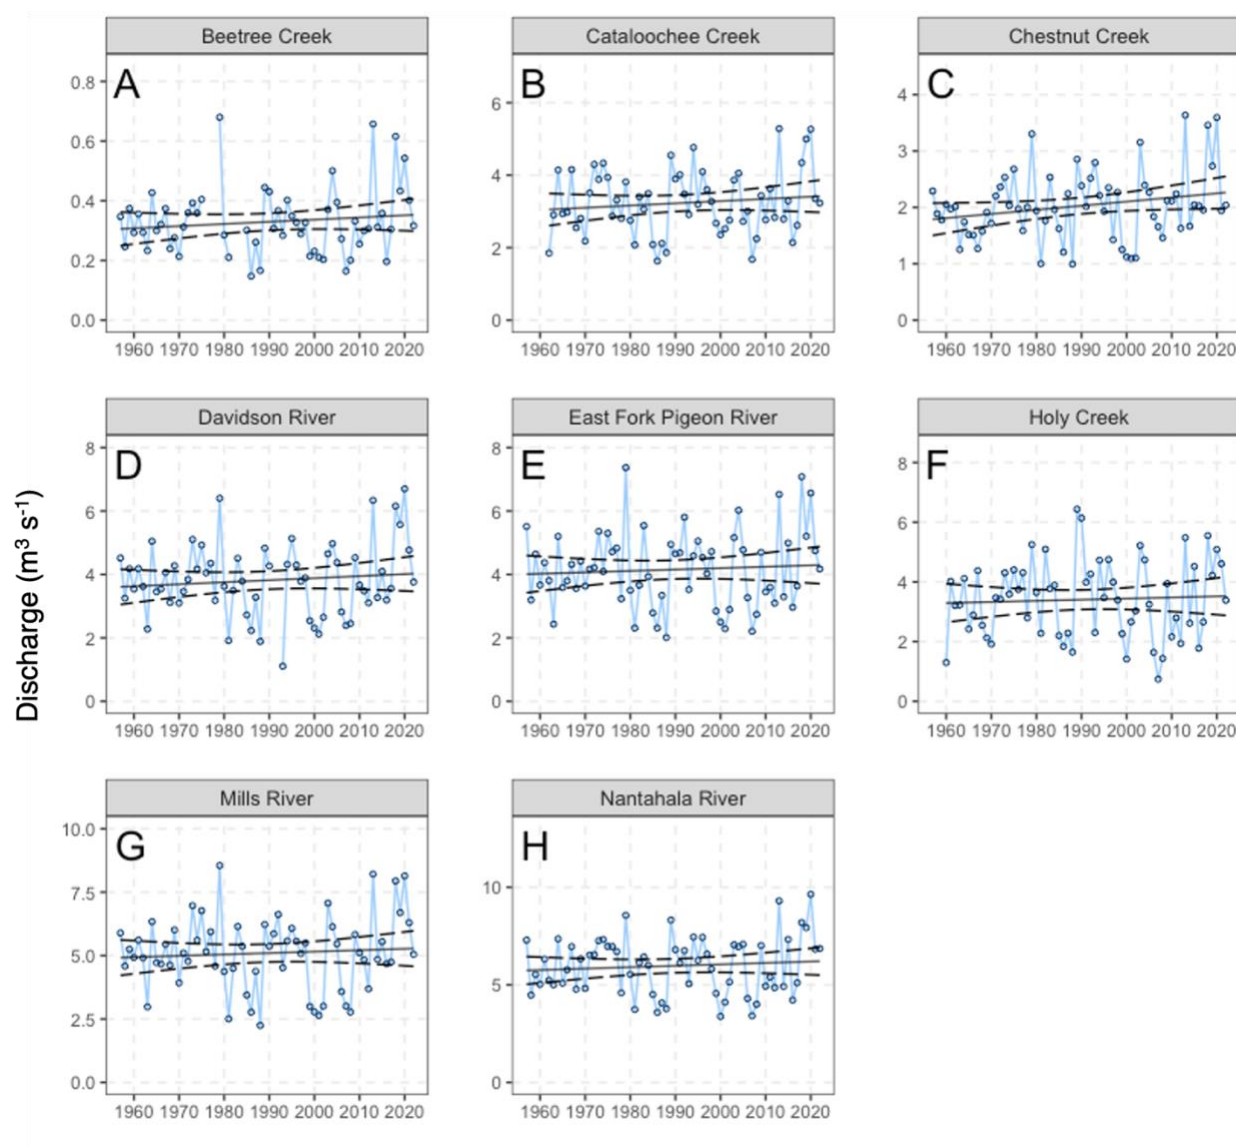 Beetree Creek
Cataloochee Creek
Chestnut Creek
A
B
C
0.8
0.6
0.4
0.2
0.0
6
4
2
0
4
3
2
1
0
1960 1970 1980 1990 2000 2010 2020
1960 1970 1980 1990 2000 2010 2020
1960 1970 1980 1990 2000 2010 2020
Davidson River
East Fork Pigeon River
Holy Creek
D
E
F
8
6
4
2
0
8
6
4
2
0
8
6
4
2
0
1960 1970 1980 1990 2000 2010 2020
1960 1970 1980 1990 2000 2010 2020
1960 1970 1980 1990 2000 2010 2020
Discharge (m³ s⁻¹)
Mills River
Nantahala River
G
H
10.0
7.5
5.0
2.5
0.0
10
5
0
1960 1970 1980 1990 2000 2010 2020
1960 1970 1980 1990 2000 2010 2020